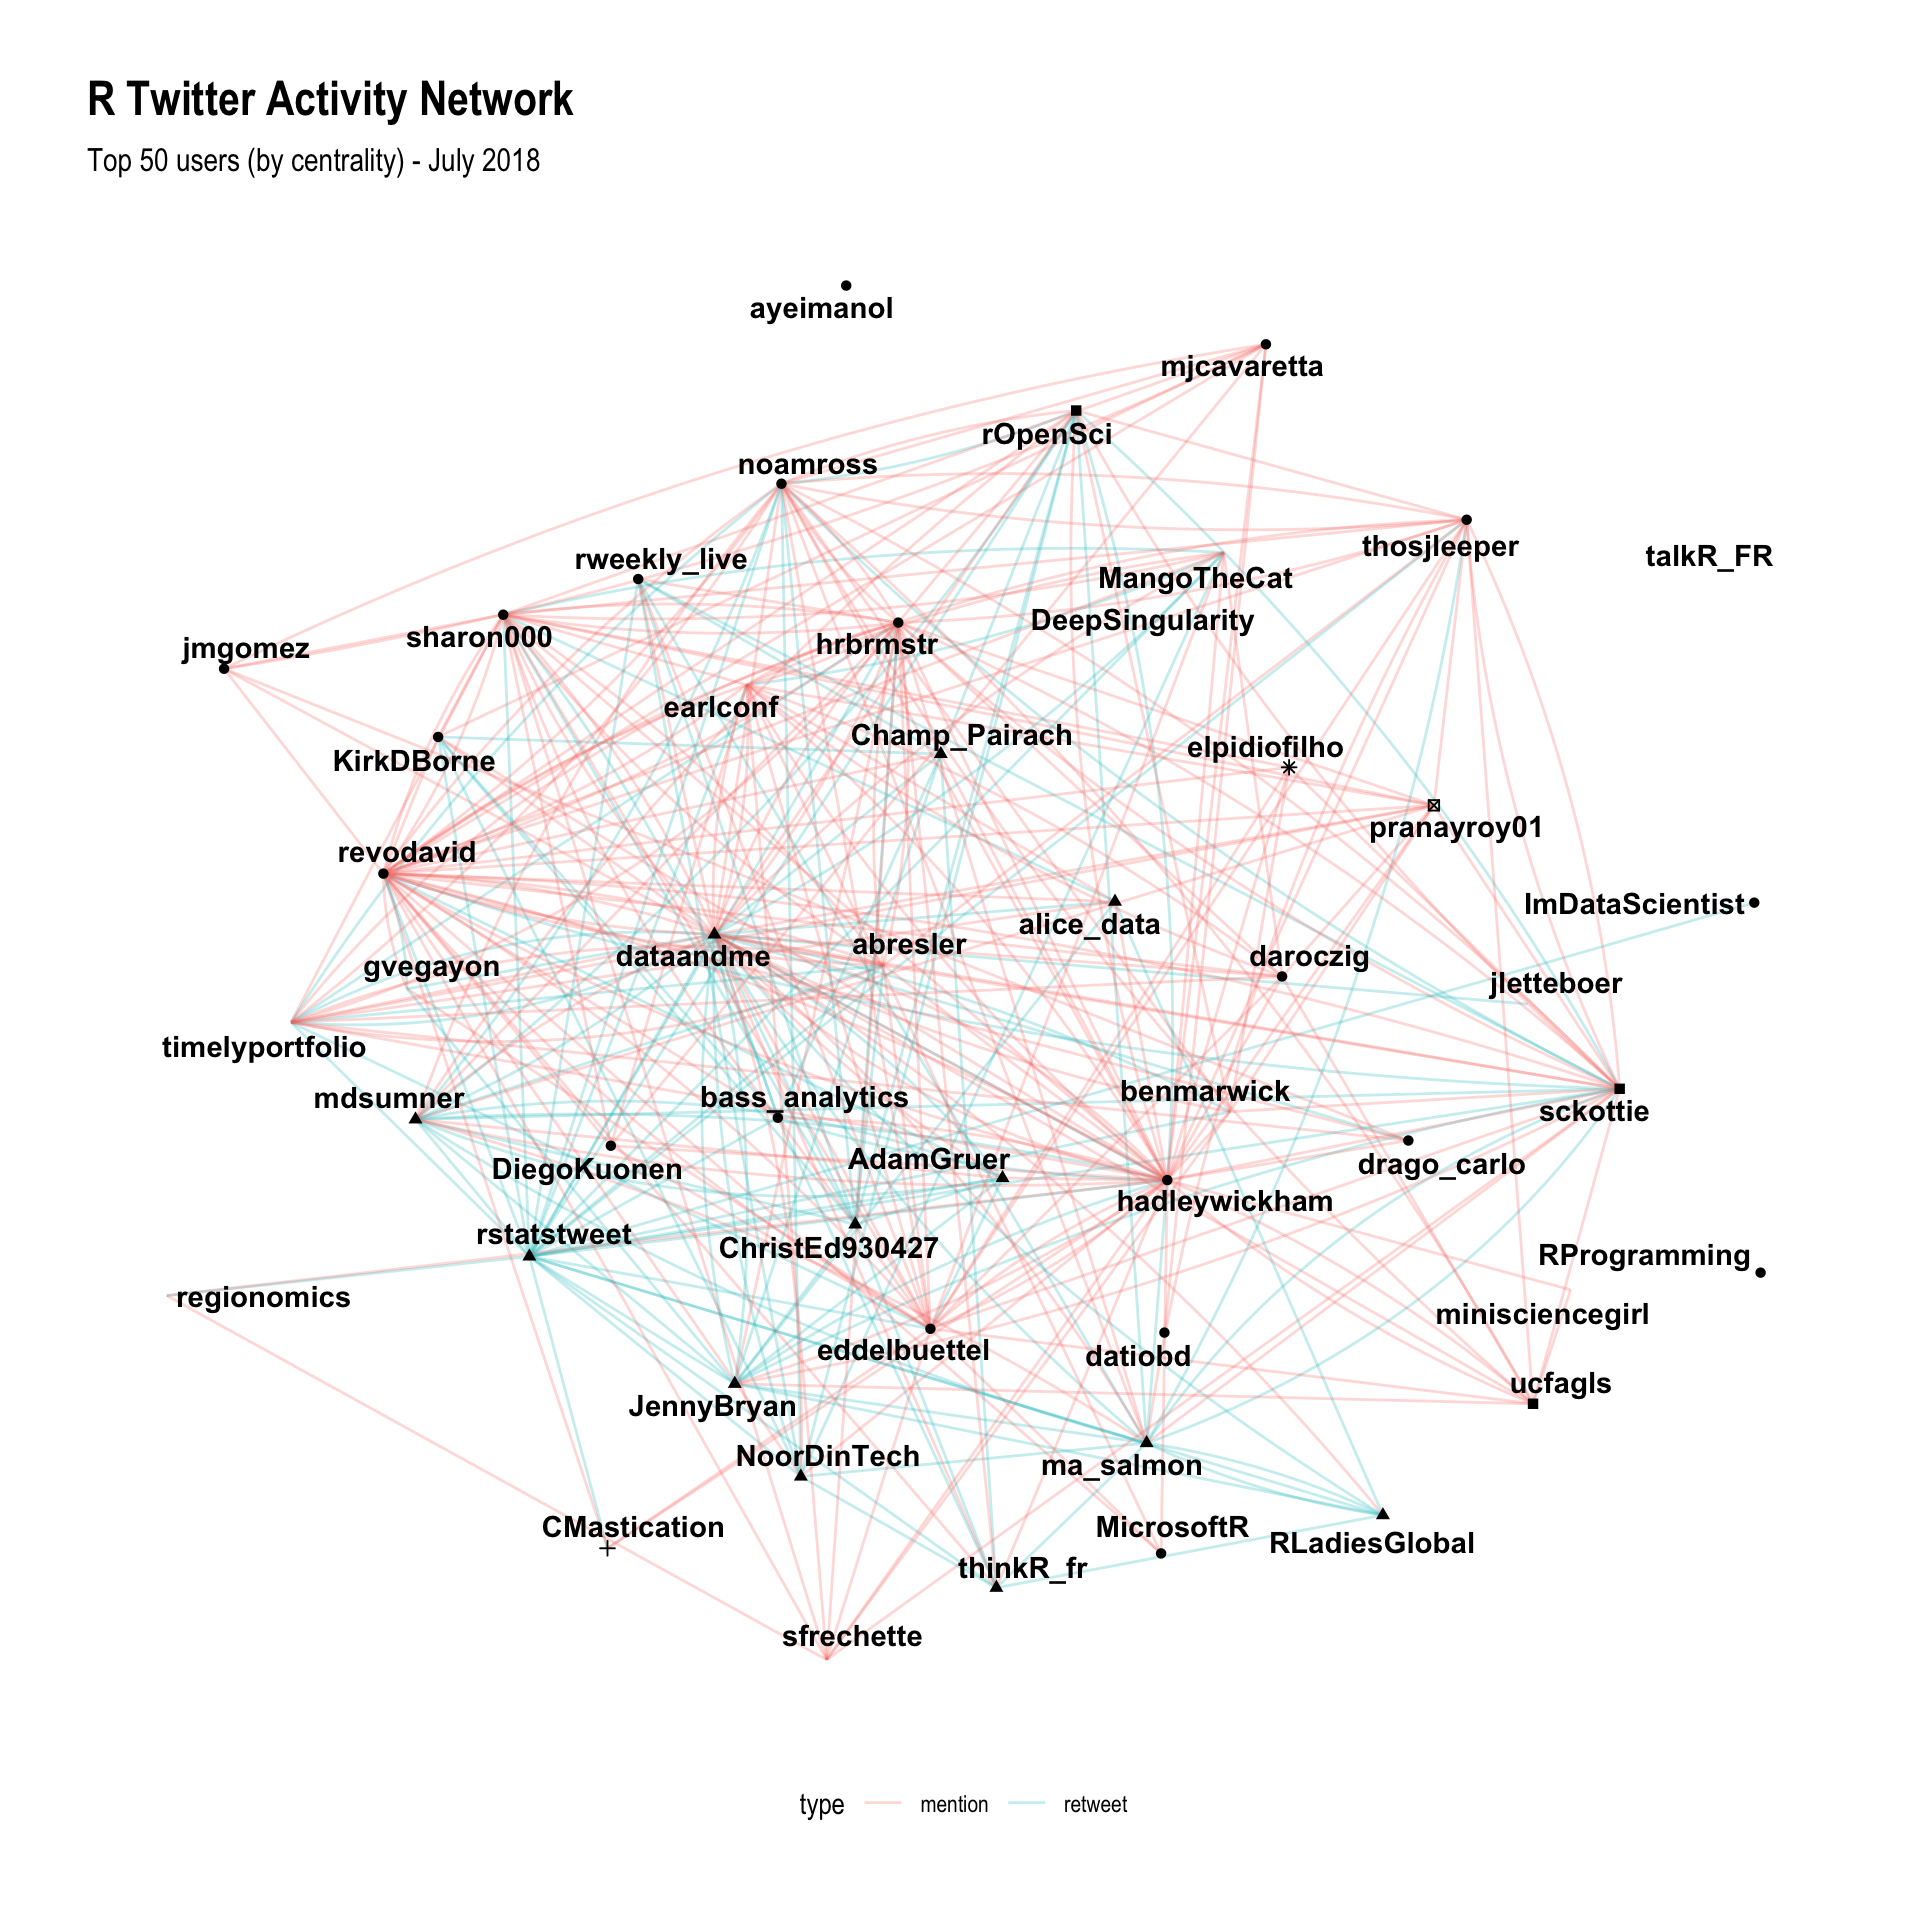 R Twitter Activity Network
Top 50 users (by centrality) - July 2018
ayeimanol
mjcavaretta
rOpenSci
noamross
thosjleeper
talkR_FR
rweekly_live
MangoTheCat
DeepSingularity
sharon000
hrbrmstr
jmgomez
earlconf
Champ_Pairach
elpidiofilho
KirkDBorne
pranayroy01
revodavid
ImDataScientist
alice_data
abresler
dataandme
daroczig
gvegayon
jletteboer
timelyportfolio
mdsumner
bass_analytics
benmarwick
sckottie
DiegoKuonen
AdamGruer
drago_carlo
hadleywickham
rstatstweet
ChristEd930427
RProgramming
regionomics
minisciencegirl
eddelbuettel
datiobd
ucfagls
JennyBryan
NoorDinTech
ma_salmon
CMastication
MicrosoftR
RLadiesGlobal
thinkR_fr
sfrechette
type mention retweet